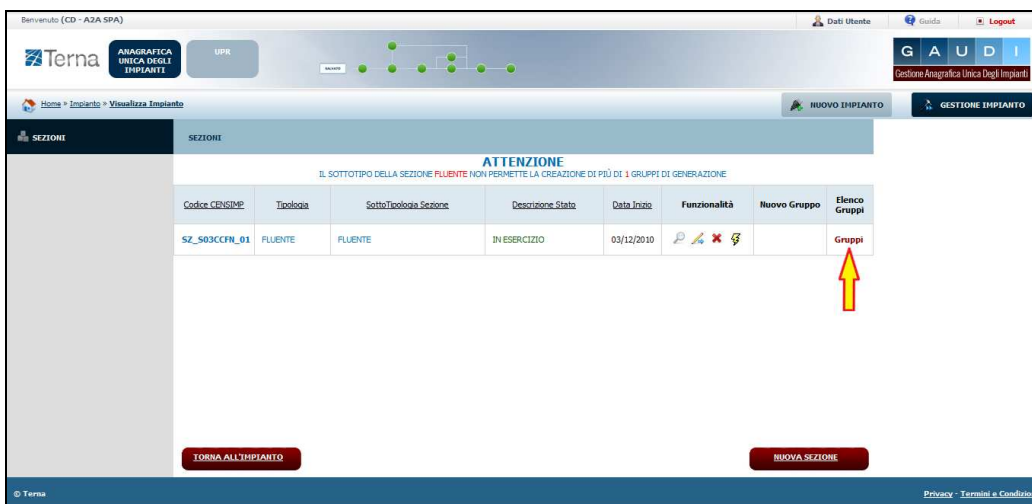 Benvenuto (CD - A2A SPA)
Dati Utente
Guida
Logout
Terna
ANAGRAFICA
UNICA DEGLI
IMPIANTI
UPR
G A U D I
Gestione Anagrafica Unica Degli Impianti
Home » Impianto » Visualizza Impianto
NUOVO IMPIANTO
GESTIONE IMPIANTO
SEZIONI
SEZIONI
ATTENZIONE
IL SOTTOTIPO DELLA SEZIONE FLUENTE NON PERMETTE LA CREAZIONE DI PIÙ DI 1 GRUPPI DI GENERAZIONE
Codice CENSIMP Tipologia SottoTipologia Sezione Descrizione Stato Data Inizio Funzionalità Nuovo Gruppo Elenco
Gruppi
SZ_S03CCFN_01 FLUENTE FLUENTE IN ESERCIZIO 03/12/2010 Gruppi
TORNA ALL'IMPIANTO
NUOVA SEZIONE
© Terna
Privacy - Termini e Condizio